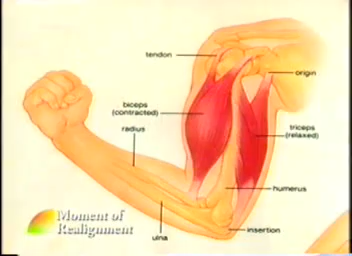 tendon
origin
biceps
(contracted)
radius
triceps
(relaxed)
humerus
Moment of
Realignment
ulna
insertion